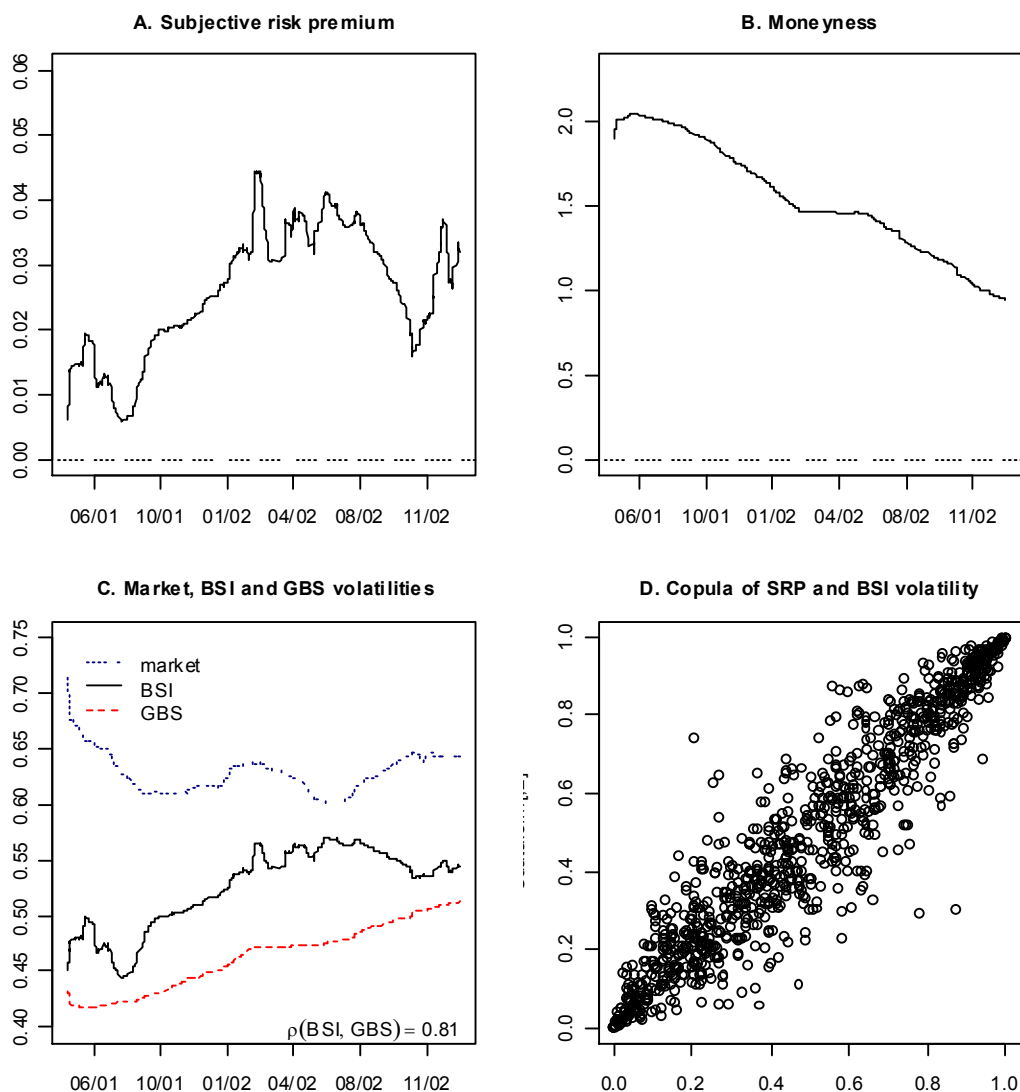 A. Subjective risk premium
0.06
0.05
0.04
0.03
0.02
0.01
0.00
06/01 10/01 01/02 04/02 08/02 11/02
B. Moneyness
2.0
1.5
1.0
0.5
0.0
06/01 10/01 01/02 04/02 08/02 11/02
C. Market, BSI and GBS volatilities
0.75
0.70
0.65
0.60
0.55
0.50
0.45
0.40
market
BSI
GBS
ρ(BSI, GBS) = 0.81
06/01 10/01 01/02 04/02 08/02 11/02
D. Copula of SRP and BSI volatility
1.0
0.8
0.6
0.4
0.2
0.0
0.0 0.2 0.4 0.6 0.8 1.0